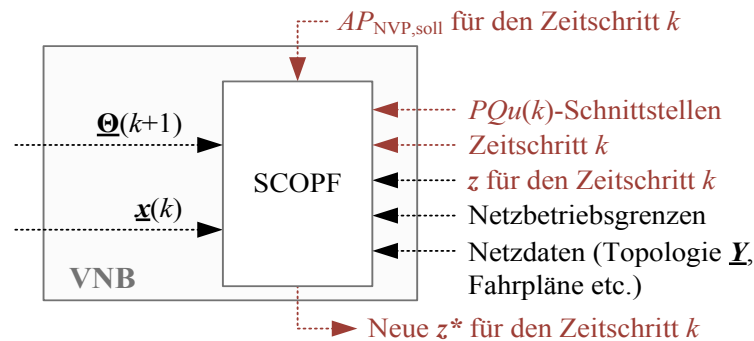 AP_NVP,soll für den Zeitschritt k
PQu(k)-Schnittstellen
Θ(k+1)
Zeitschritt k
SCOPF
z für den Zeitschritt k
x(k)
Netzbetriebsgrenzen
Netzdaten (Topologie Y,
VNB
Fahrpläne etc.)
Neue z* für den Zeitschritt k